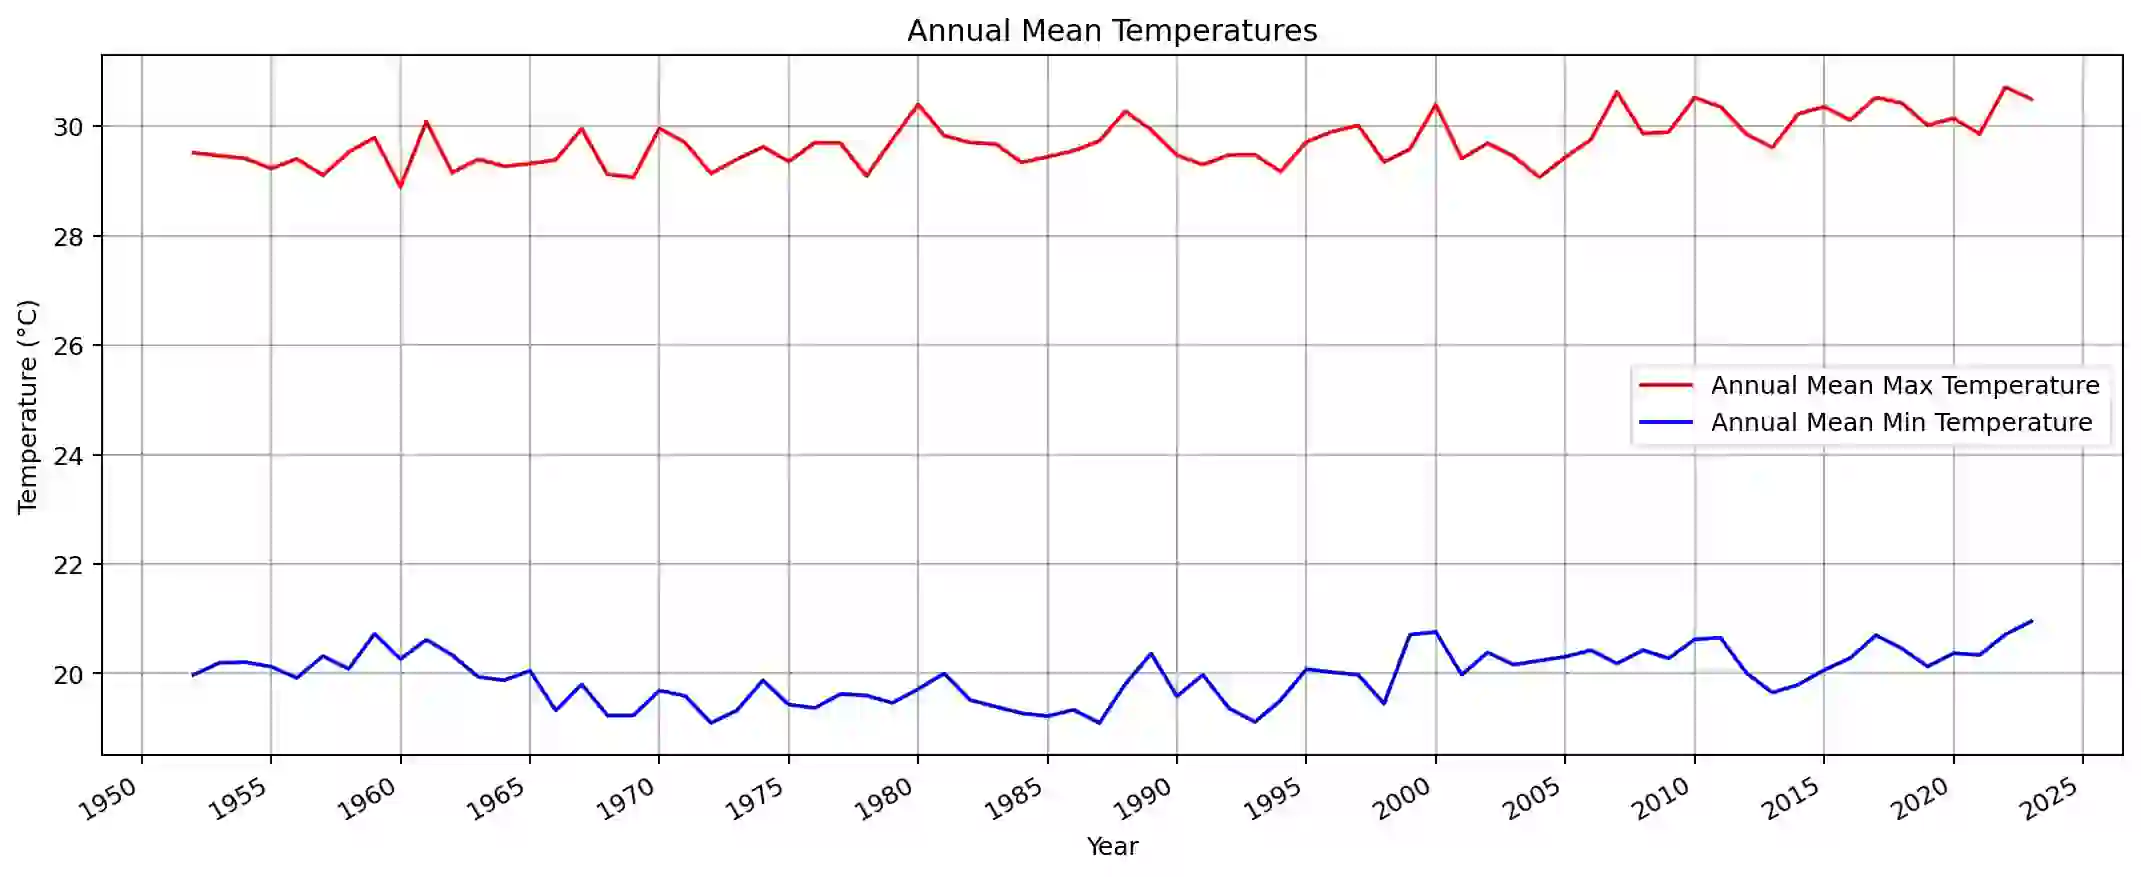 Annual Mean Temperatures
Temperature (°C)
30
28
26
24
22
20
Annual Mean Max Temperature
Annual Mean Min Temperature
1950 1955 1960 1965 1970 1975 1980 1985 1990 1995 2000 2005 2010 2015 2020 2025
Year